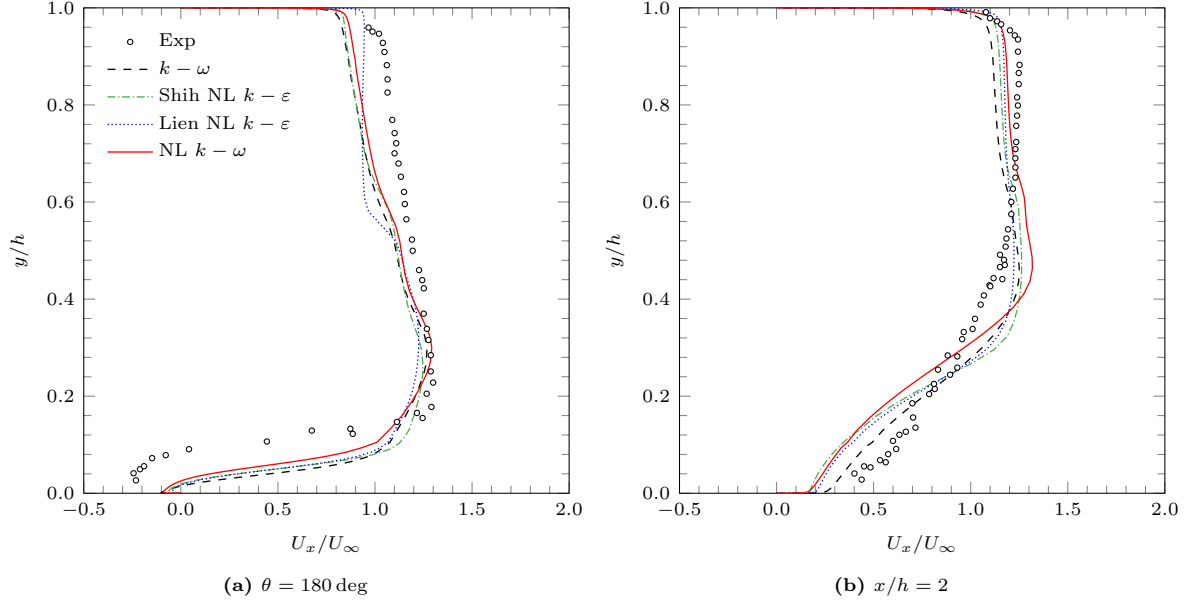 1.0
0.8
0.6
0.4
0.2
0.0
y/h
Exp
k − ω
Shih NL k − ε
Lien NL k − ε
NL k − ω
−0.5 0.0 0.5 1.0 1.5 2.0
U_x/U_∞
(a) θ = 180 deg
1.0
0.8
0.6
0.4
0.2
0.0
y/h
−0.5 0.0 0.5 1.0 1.5 2.0
U_x/U_∞
(b) x/h = 2